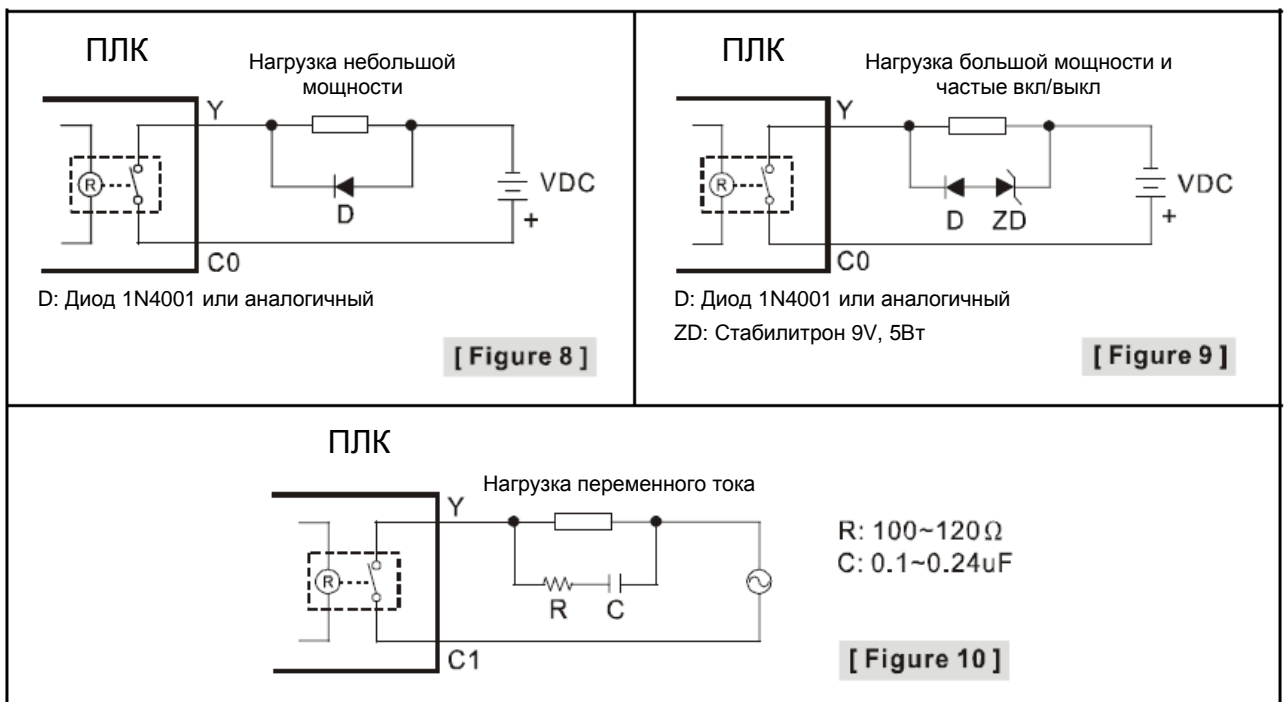 ПЛК
Нагрузка небольшой
мощности
Y
R
D
VDC
+
C0
D: Диод 1N4001 или аналогичный
[ Figure 8 ]
ПЛК
Нагрузка большой мощности и
частые вкл/выкл
Y
R
D ZD
VDC
+
C0
D: Диод 1N4001 или аналогичный
ZD: Стабилитрон 9V, 5Вт
[ Figure 9 ]
ПЛК
Нагрузка переменного тока
Y
R
R C
C1
R: 100~120Ω
C: 0.1~0.24uF
[ Figure 10 ]